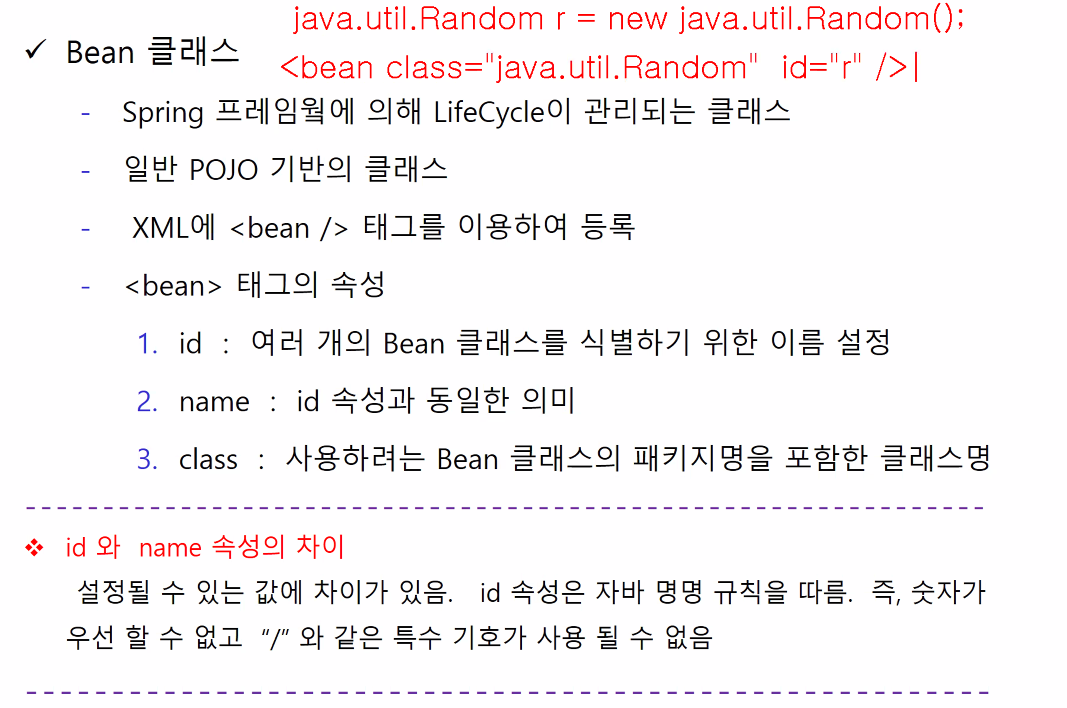 java.util.Random r = new java.util.Random();
✓ Bean 클래스
<bean class="java.util.Random" id="r" />|
- Spring 프레임웍에 의해 LifeCycle이 관리되는 클래스
- 일반 POJO 기반의 클래스
- XML에 <bean /> 태그를 이용하여 등록
- <bean> 태그의 속성
1. id : 여러 개의 Bean 클래스를 식별하기 위한 이름 설정
2. name : id 속성과 동일한 의미
3. class : 사용하려는 Bean 클래스의 패키지명을 포함한 클래스명
❖ id 와 name 속성의 차이
설정될 수 있는 값에 차이가 있음. id 속성은 자바 명명 규칙을 따름. 즉, 숫자가
우선 할 수 없고 “/” 와 같은 특수 기호가 사용 될 수 없음